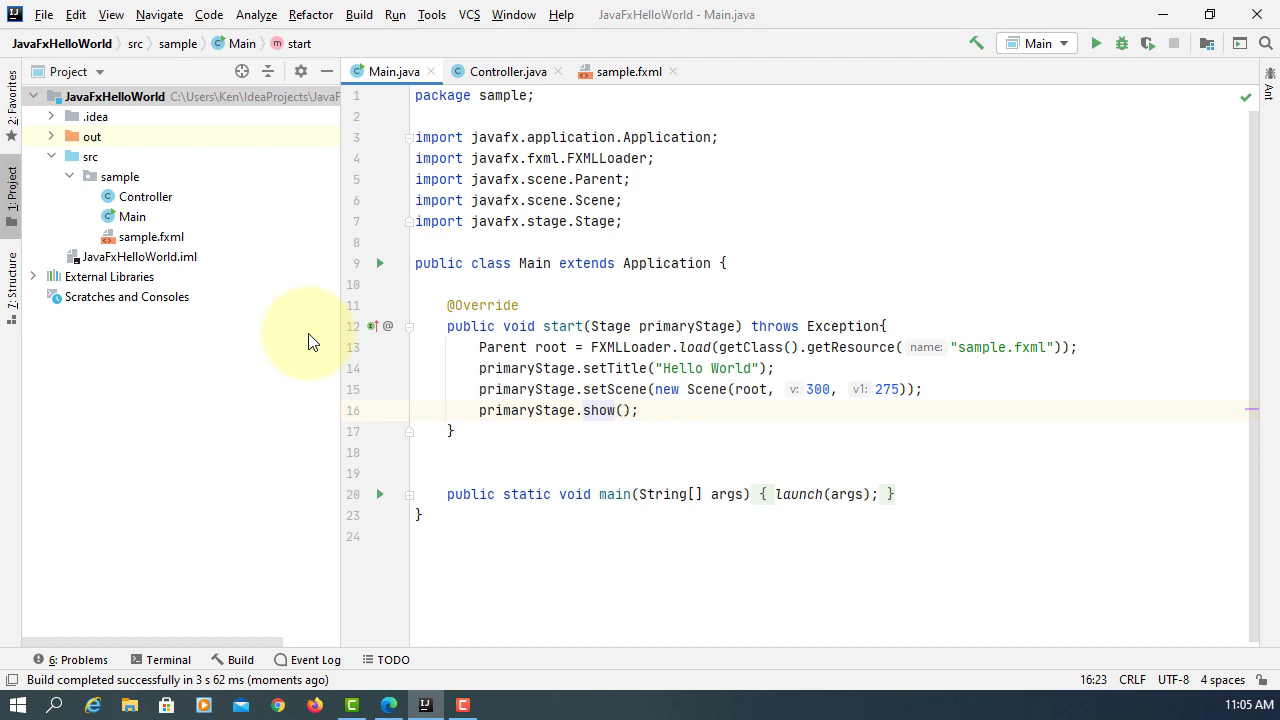 File Edit View Navigate Code Analyze Refactor Build Run Tools VCS Window Help JavaFxHelloWorld - Main.java
JavaFxHelloWorld src sample Main start Main
Project Main.java Controller.java sample.fxml
JavaFxHelloWorld C:\Users\Ken\IdeaProjects\JavaF
.idea
out
src
sample
Controller
Main
sample.fxml
JavaFxHelloWorld.iml
External Libraries
Scratches and Consoles
2: Favorites
1: Project
7: Structure
Ant
1 package sample;
2
3 import javafx.application.Application;
4 import javafx.fxml.FXMLLoader;
5 import javafx.scene.Parent;
6 import javafx.scene.Scene;
7 import javafx.stage.Stage;
8
9 public class Main extends Application {
10
11 @Override
12 @ public void start(Stage primaryStage) throws Exception{
13 Parent root = FXMLLoader.load(getClass().getResource( name: "sample.fxml"));
14 primaryStage.setTitle("Hello World");
15 primaryStage.setScene(new Scene(root, v: 300, v1: 275));
16 primaryStage.show();
17 }
18
19
20 public static void main(String[] args) { launch(args); }
23 }
24
6: Problems Terminal Build Event Log TODO
Build completed successfully in 3 s 62 ms (moments ago) 16:23 CRLF UTF-8 4 spaces
11:05 AM